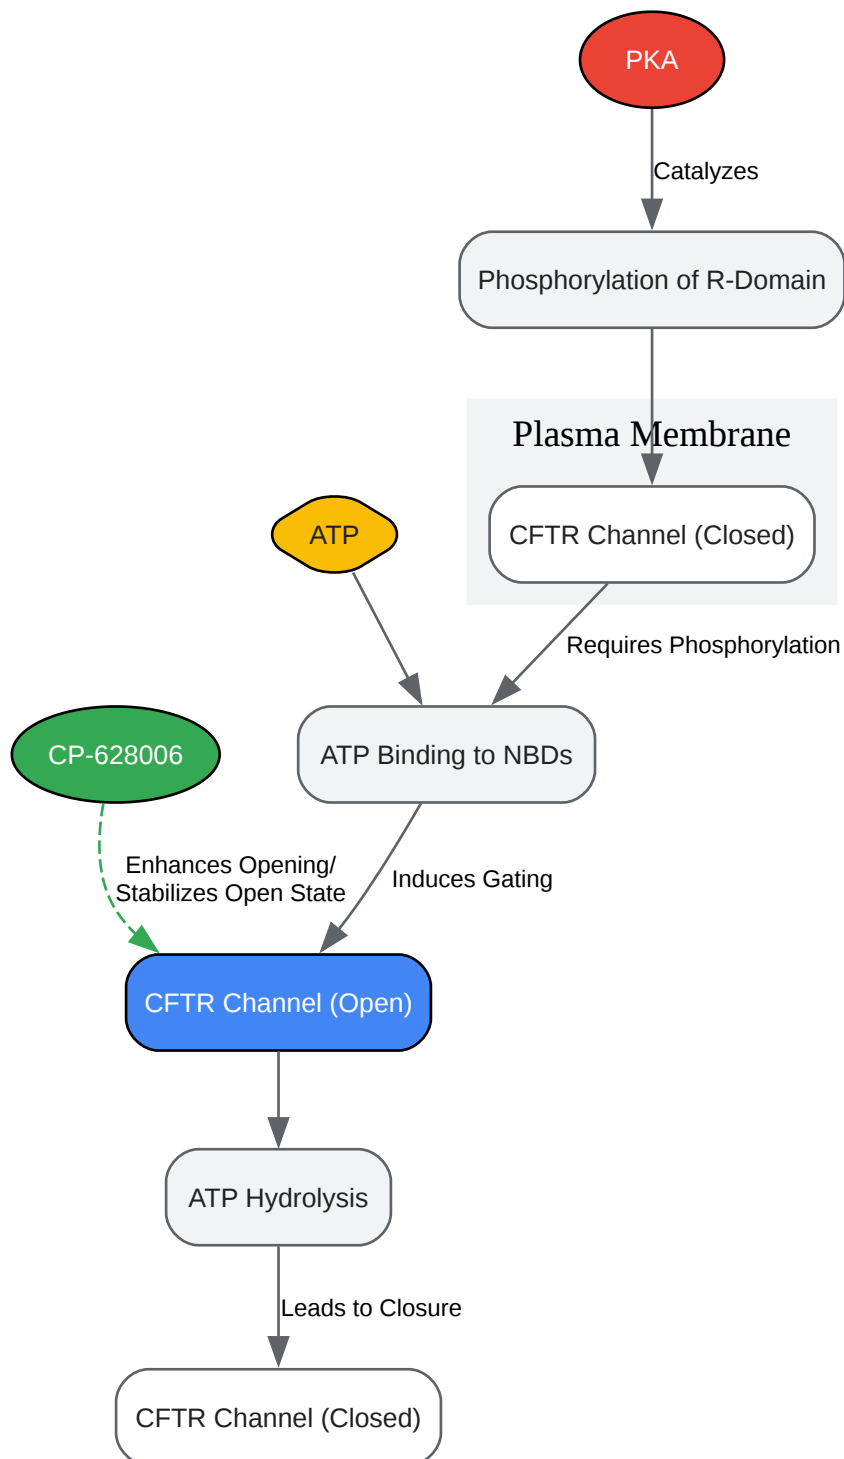 PKA
Catalyzes
Phosphorylation of R-Domain
Plasma Membrane
CFTR Channel (Closed)
ATP
Requires Phosphorylation
ATP Binding to NBDs
CP-628006
Enhances Opening/
Stabilizes Open State
Induces Gating
CFTR Channel (Open)
ATP Hydrolysis
Leads to Closure
CFTR Channel (Closed)